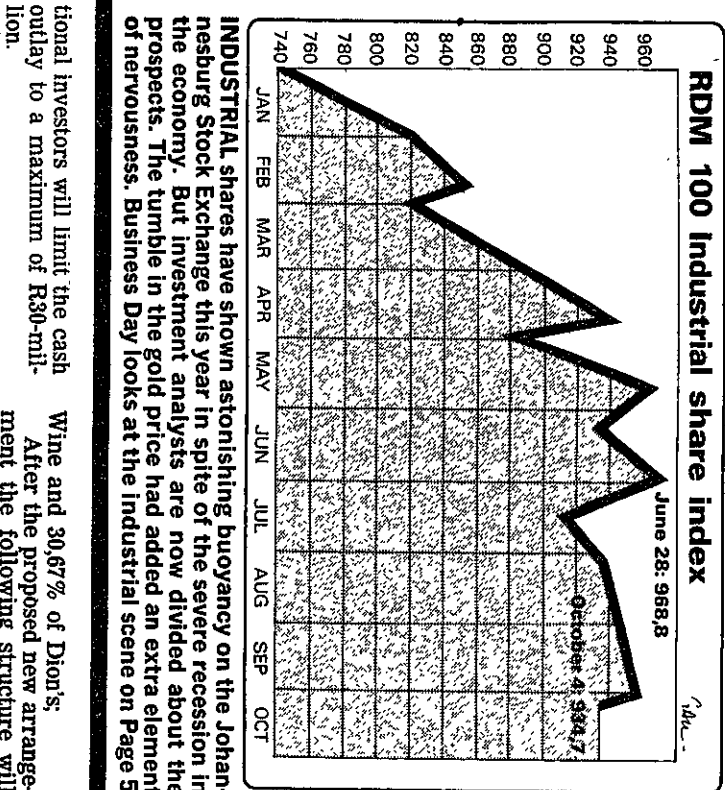 RDM 100 Industrial share index
960
940
920
900
880
860
840
820
800
780
760
740
June 28: 968,8
October 4: 934,7
JAN FEB MAR APR MAY JUN JUL AUG SEP OCT
INDUSTRIAL shares have shown astonishing buoyancy on the Johan-
nesburg Stock Exchange this year in spite of the severe recession in
the economy. But investment analysts are now divided about the
prospects. The tumble in the gold price had added an extra element
of nervousness. Business Day looks at the industrial scene on Page 5
tional investors will limit the cash
outlay to a maximum of R30-mil-
lion.
Wine and 30,67% of Dion's;
After the proposed new arrange-
ment the following structure will